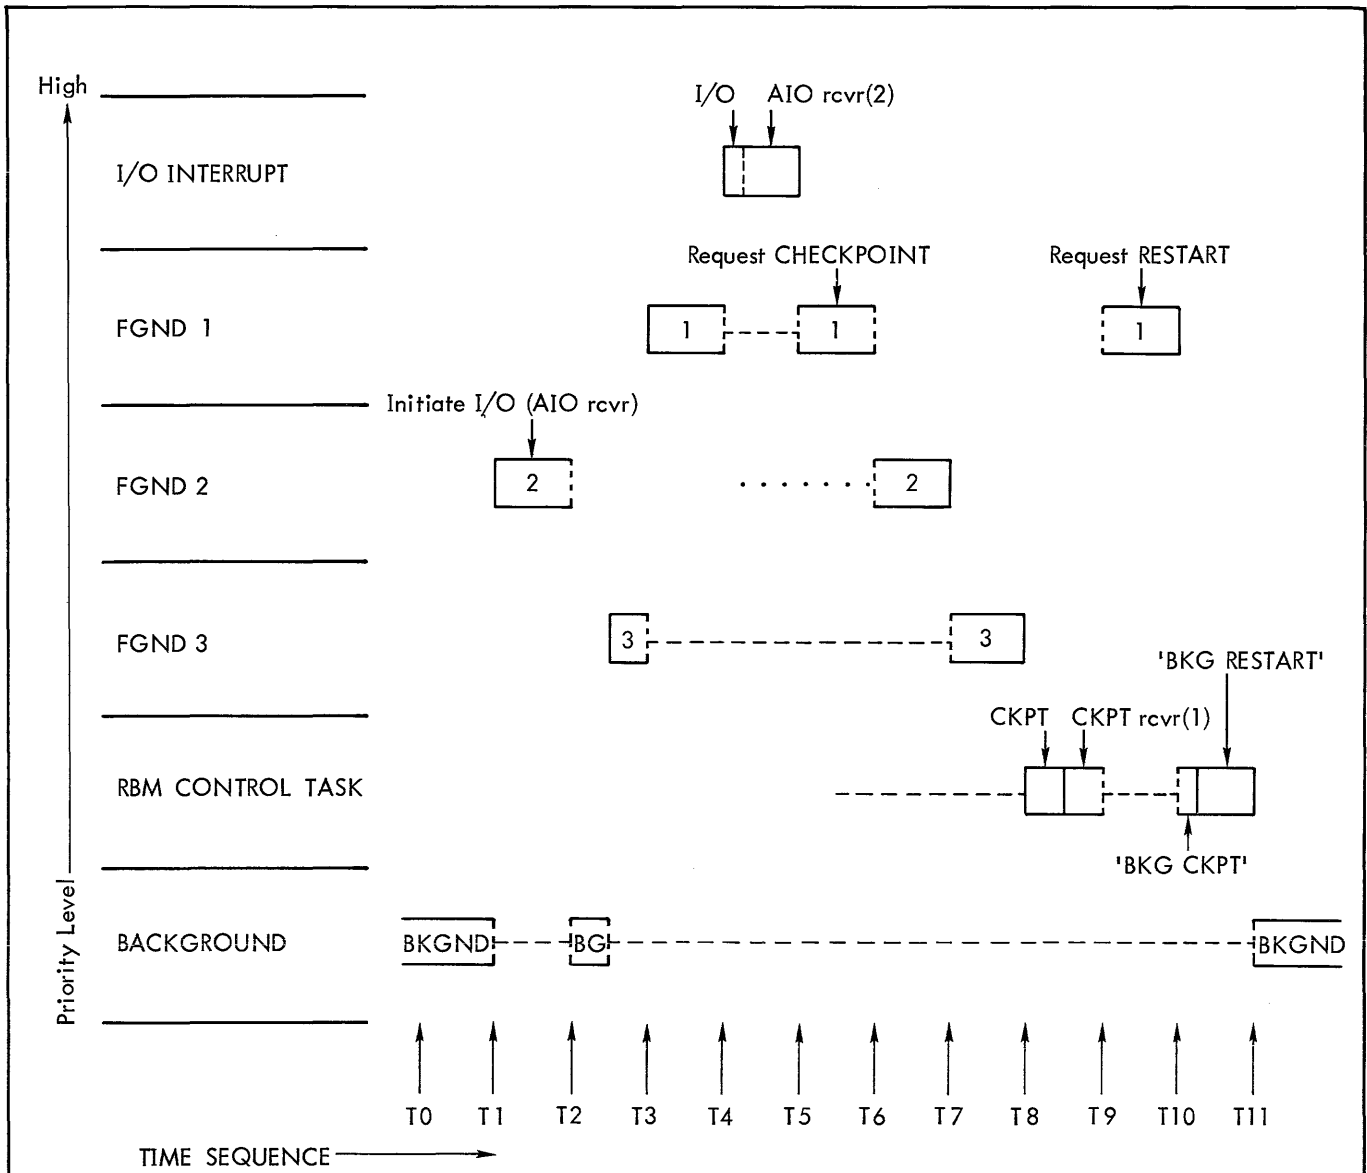 High
I/O AIO rcvr(2)
I/O INTERRUPT
Request CHECKPOINT Request RESTART
FGND 1 1 1 1
Initiate I/O (AIO rcvr)
FGND 2 2 2
FGND 3 3 3
'BKG RESTART'
CKPT CKPT rcvr(1)
RBM CONTROL TASK
'BKG CKPT'
Priority Level
BACKGROUND BKGND BG BKGND
T0 T1 T2 T3 T4 T5 T6 T7 T8 T9 T10 T11
TIME SEQUENCE